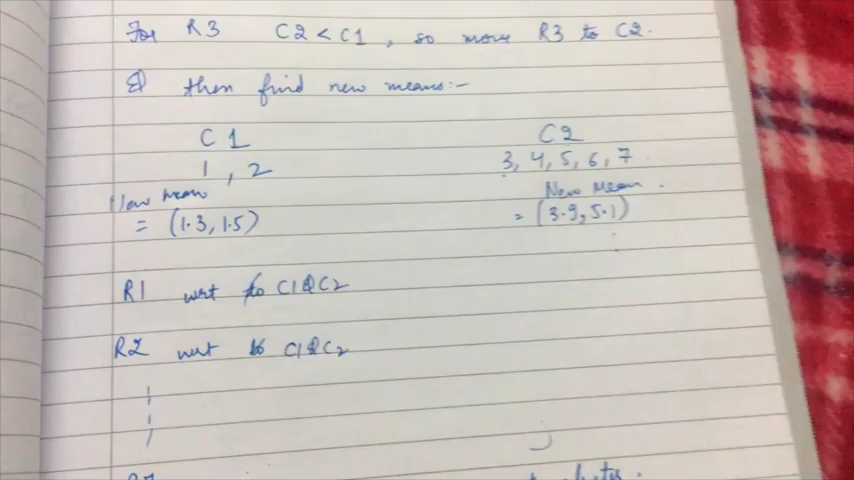 For R3 C2 < C1, so move R3 to C2.
then find new means:-
C1 C2
1, 2 3, 4, 5, 6, 7
New mean New Mean
= (1.3, 1.5) = (3.9, 5.1)
R1 wrt to C1&C2
R2 wrt to C1&C2